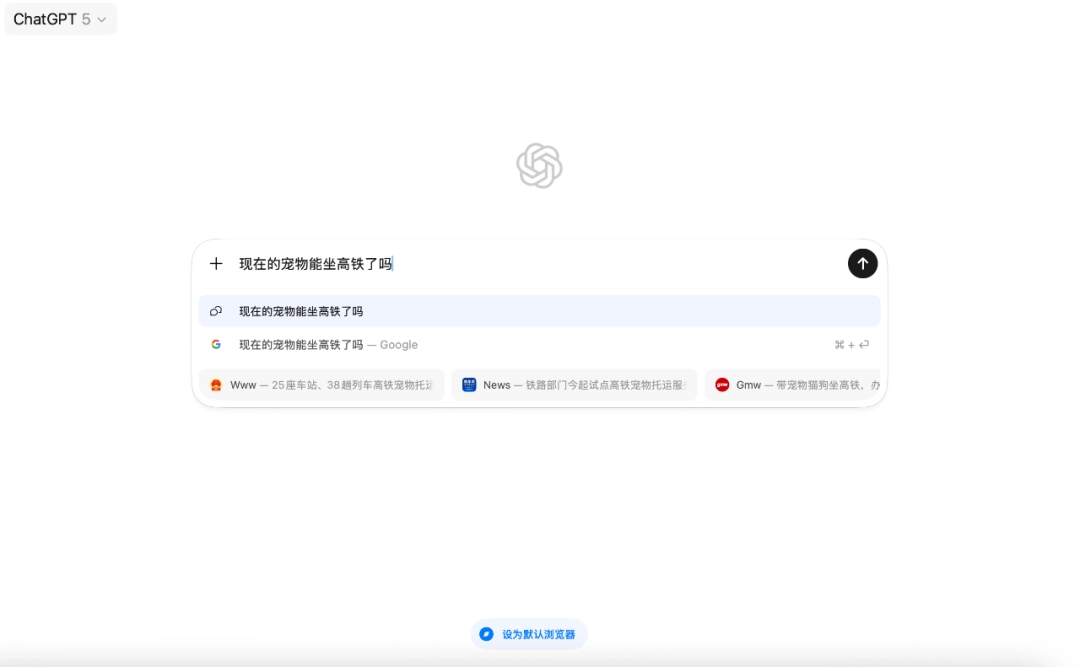 ChatGPT 5
现在的宠物能坐高铁了吗
现在的宠物能坐高铁了吗
现在的宠物能坐高铁了吗 — Google ⌘ + ↩
Www — 25座车站、38趟列车高铁宠物托运
News — 铁路部门今起试点高铁宠物托运服
Gmw — 带宠物猫狗坐高铁，办
设为默认浏览器